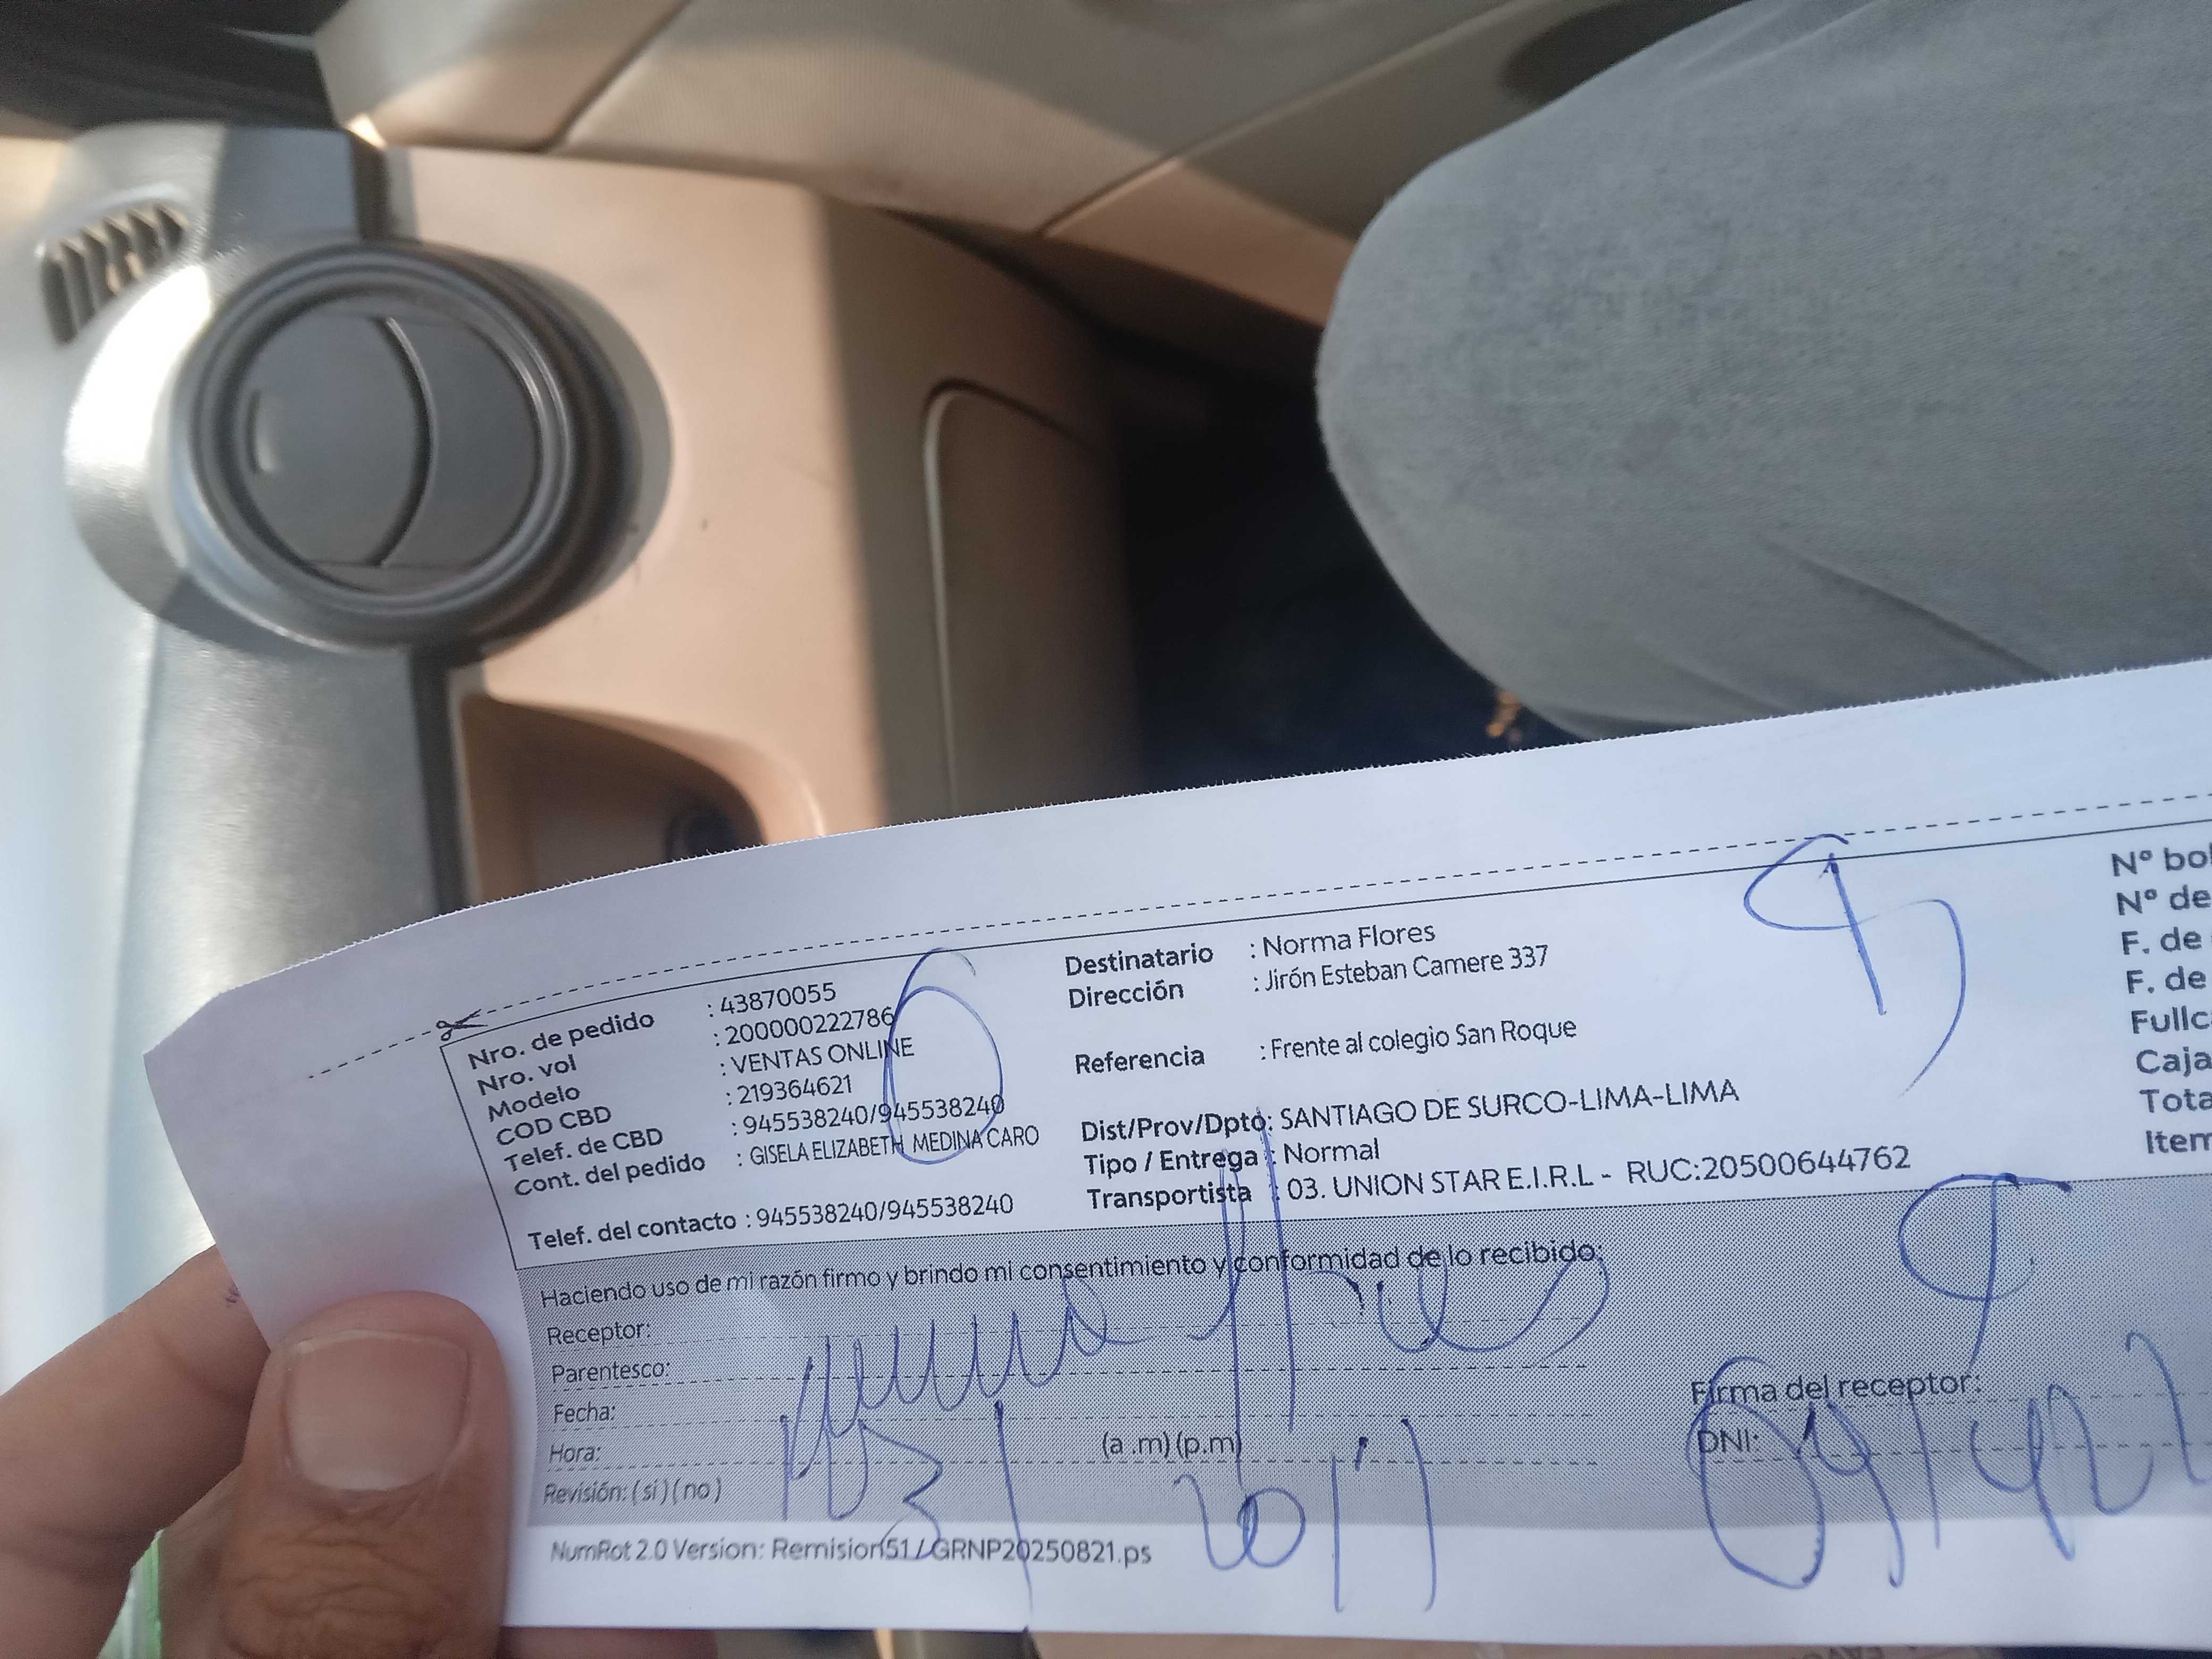 Nro. de pedido : 43870055
Nro. vol : 200000222786
Modelo : VENTAS ONLINE
COD CBD : 219364621
Telef. de CBD : 945538240/945538240
Cont. del pedido : GISELA ELIZABETH MEDINA CARO
Telef. del contacto : 945538240/945538240
Destinatario : Norma Flores
Dirección : Jirón Esteban Camere 337
Referencia : Frente al colegio San Roque
Dist/Prov/Dpto: SANTIAGO DE SURCO-LIMA-LIMA
Tipo / Entrega : Normal
Transportista : 03. UNION STAR E.I.R.L - RUC:20500644762
N° bol
N° de
F. de
F. de
Fullc
Caja
Tota
Item
Haciendo uso de mi razón firmo y brindo mi consentimiento y conformidad de lo recibido:
Receptor:
Parentesco:
Fecha:
Hora: (a .m) (p.m)
Revisión: ( si ) ( no )
Firma del receptor:
DNI:
NumRot 2.0 Version: Remision51 / GRNP20250821.ps